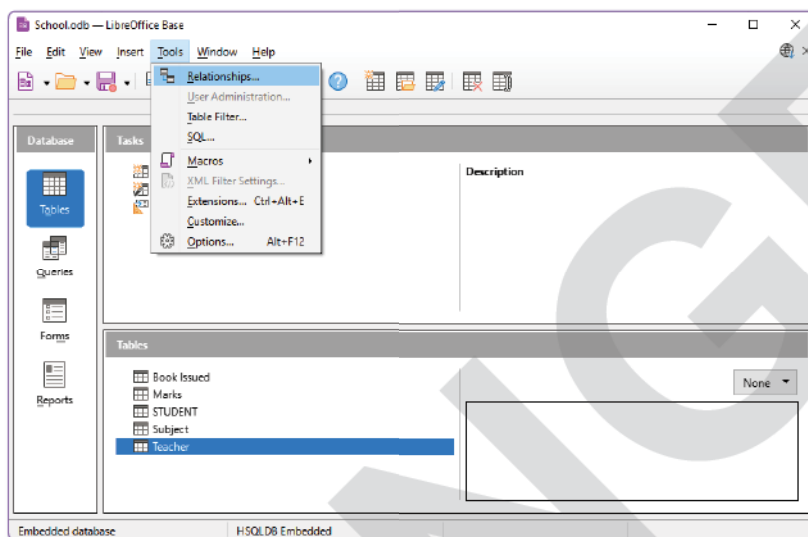 School.odb — LibreOffice Base
File Edit View Insert Tools Window Help
Relationships...
User Administration...
Table Filter...
SQL...
Macros
XML Filter Settings...
Extensions... Ctrl+Alt+E
Customize...
Options... Alt+F12
Database
Tasks
Description
Tables
Queries
Forms
Reports
Tables
Book Issued
Marks
STUDENT
Subject
Teacher
None
Embedded database
HSQLDB Embedded